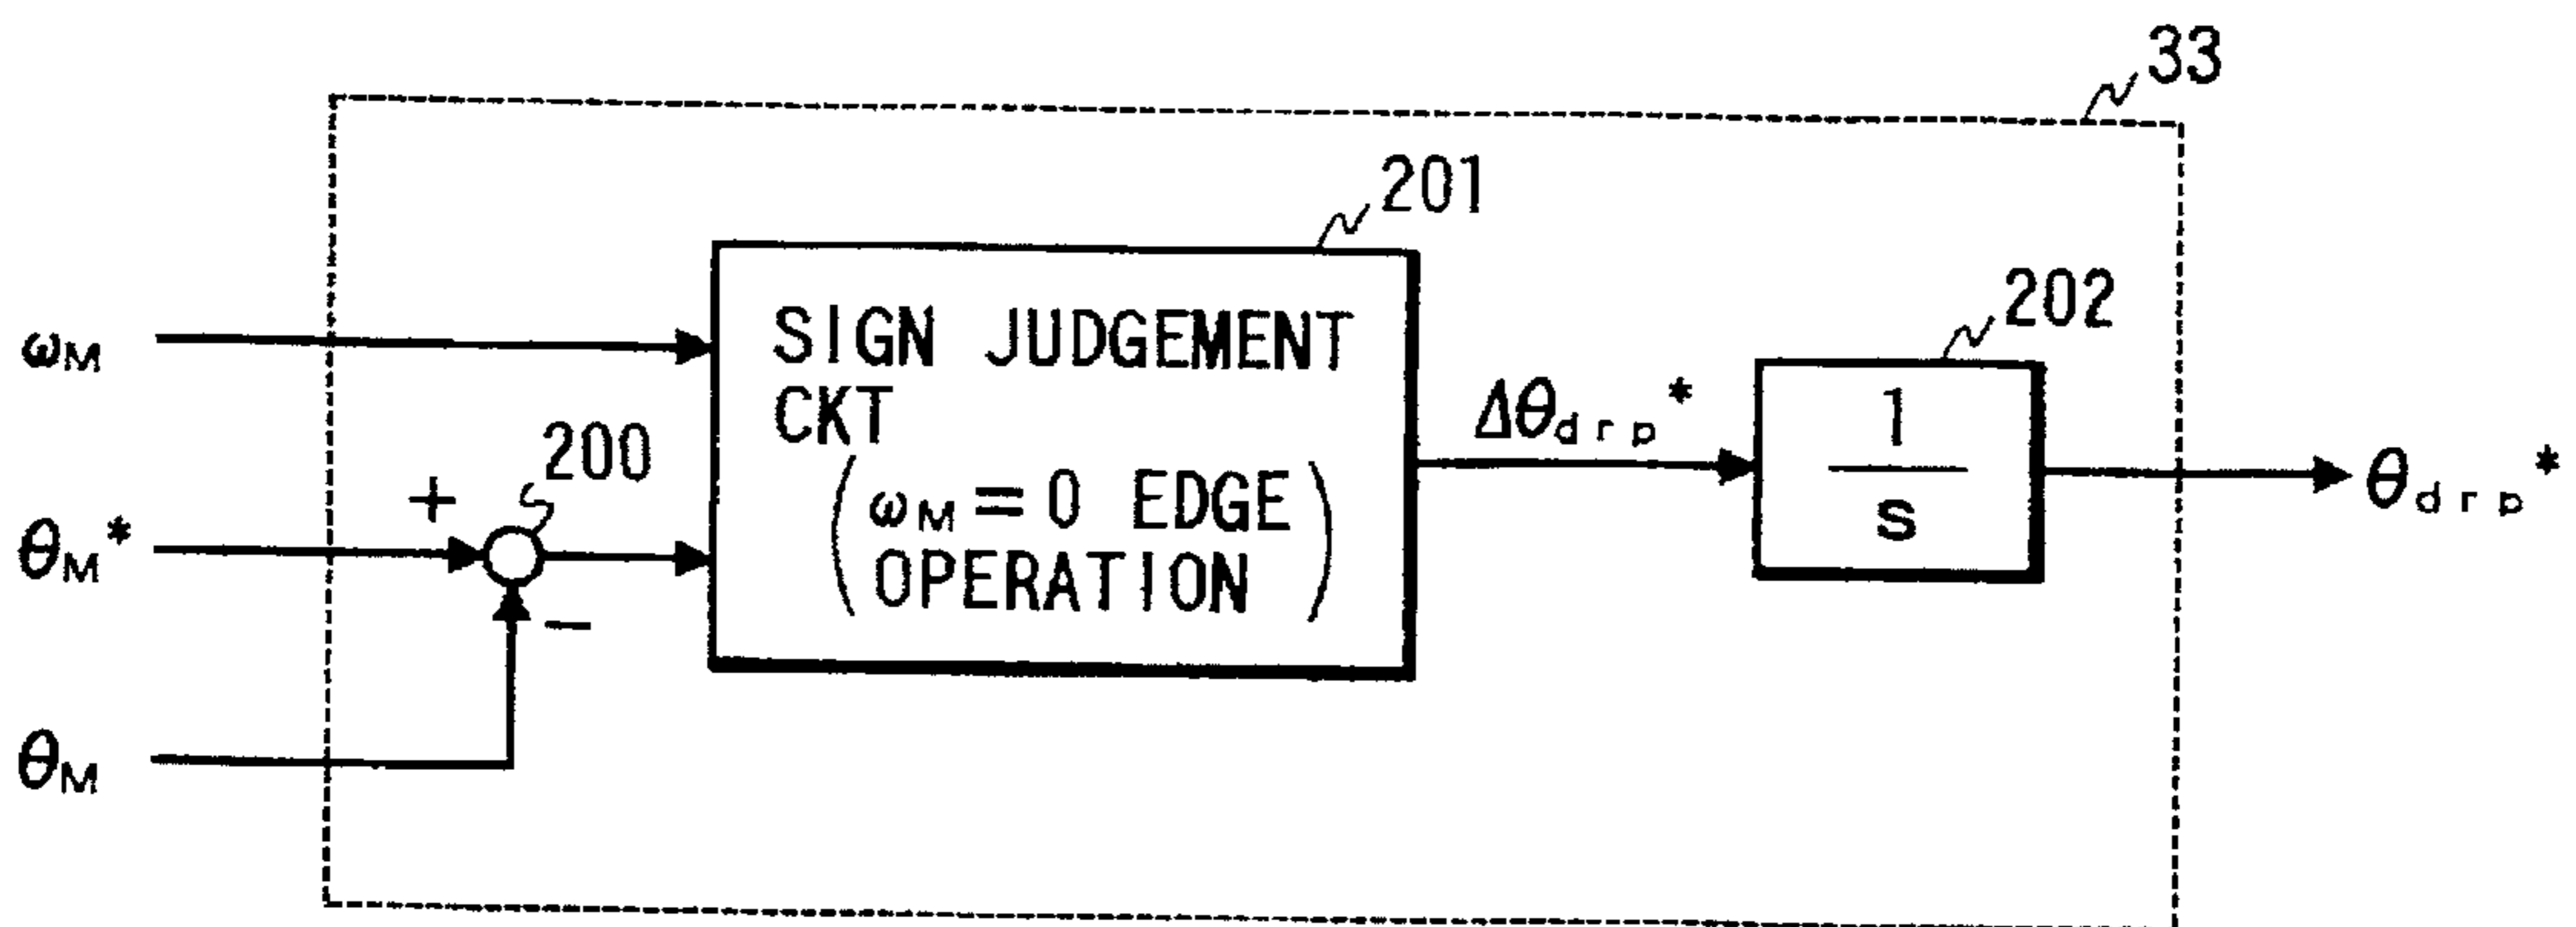 33
201
SIGN JUDGEMENT
CKT
(ωM = 0 EDGE
OPERATION)
202
1
s
200
ωM
+
θM*
−
θM
Δθdrp*
θdrp*